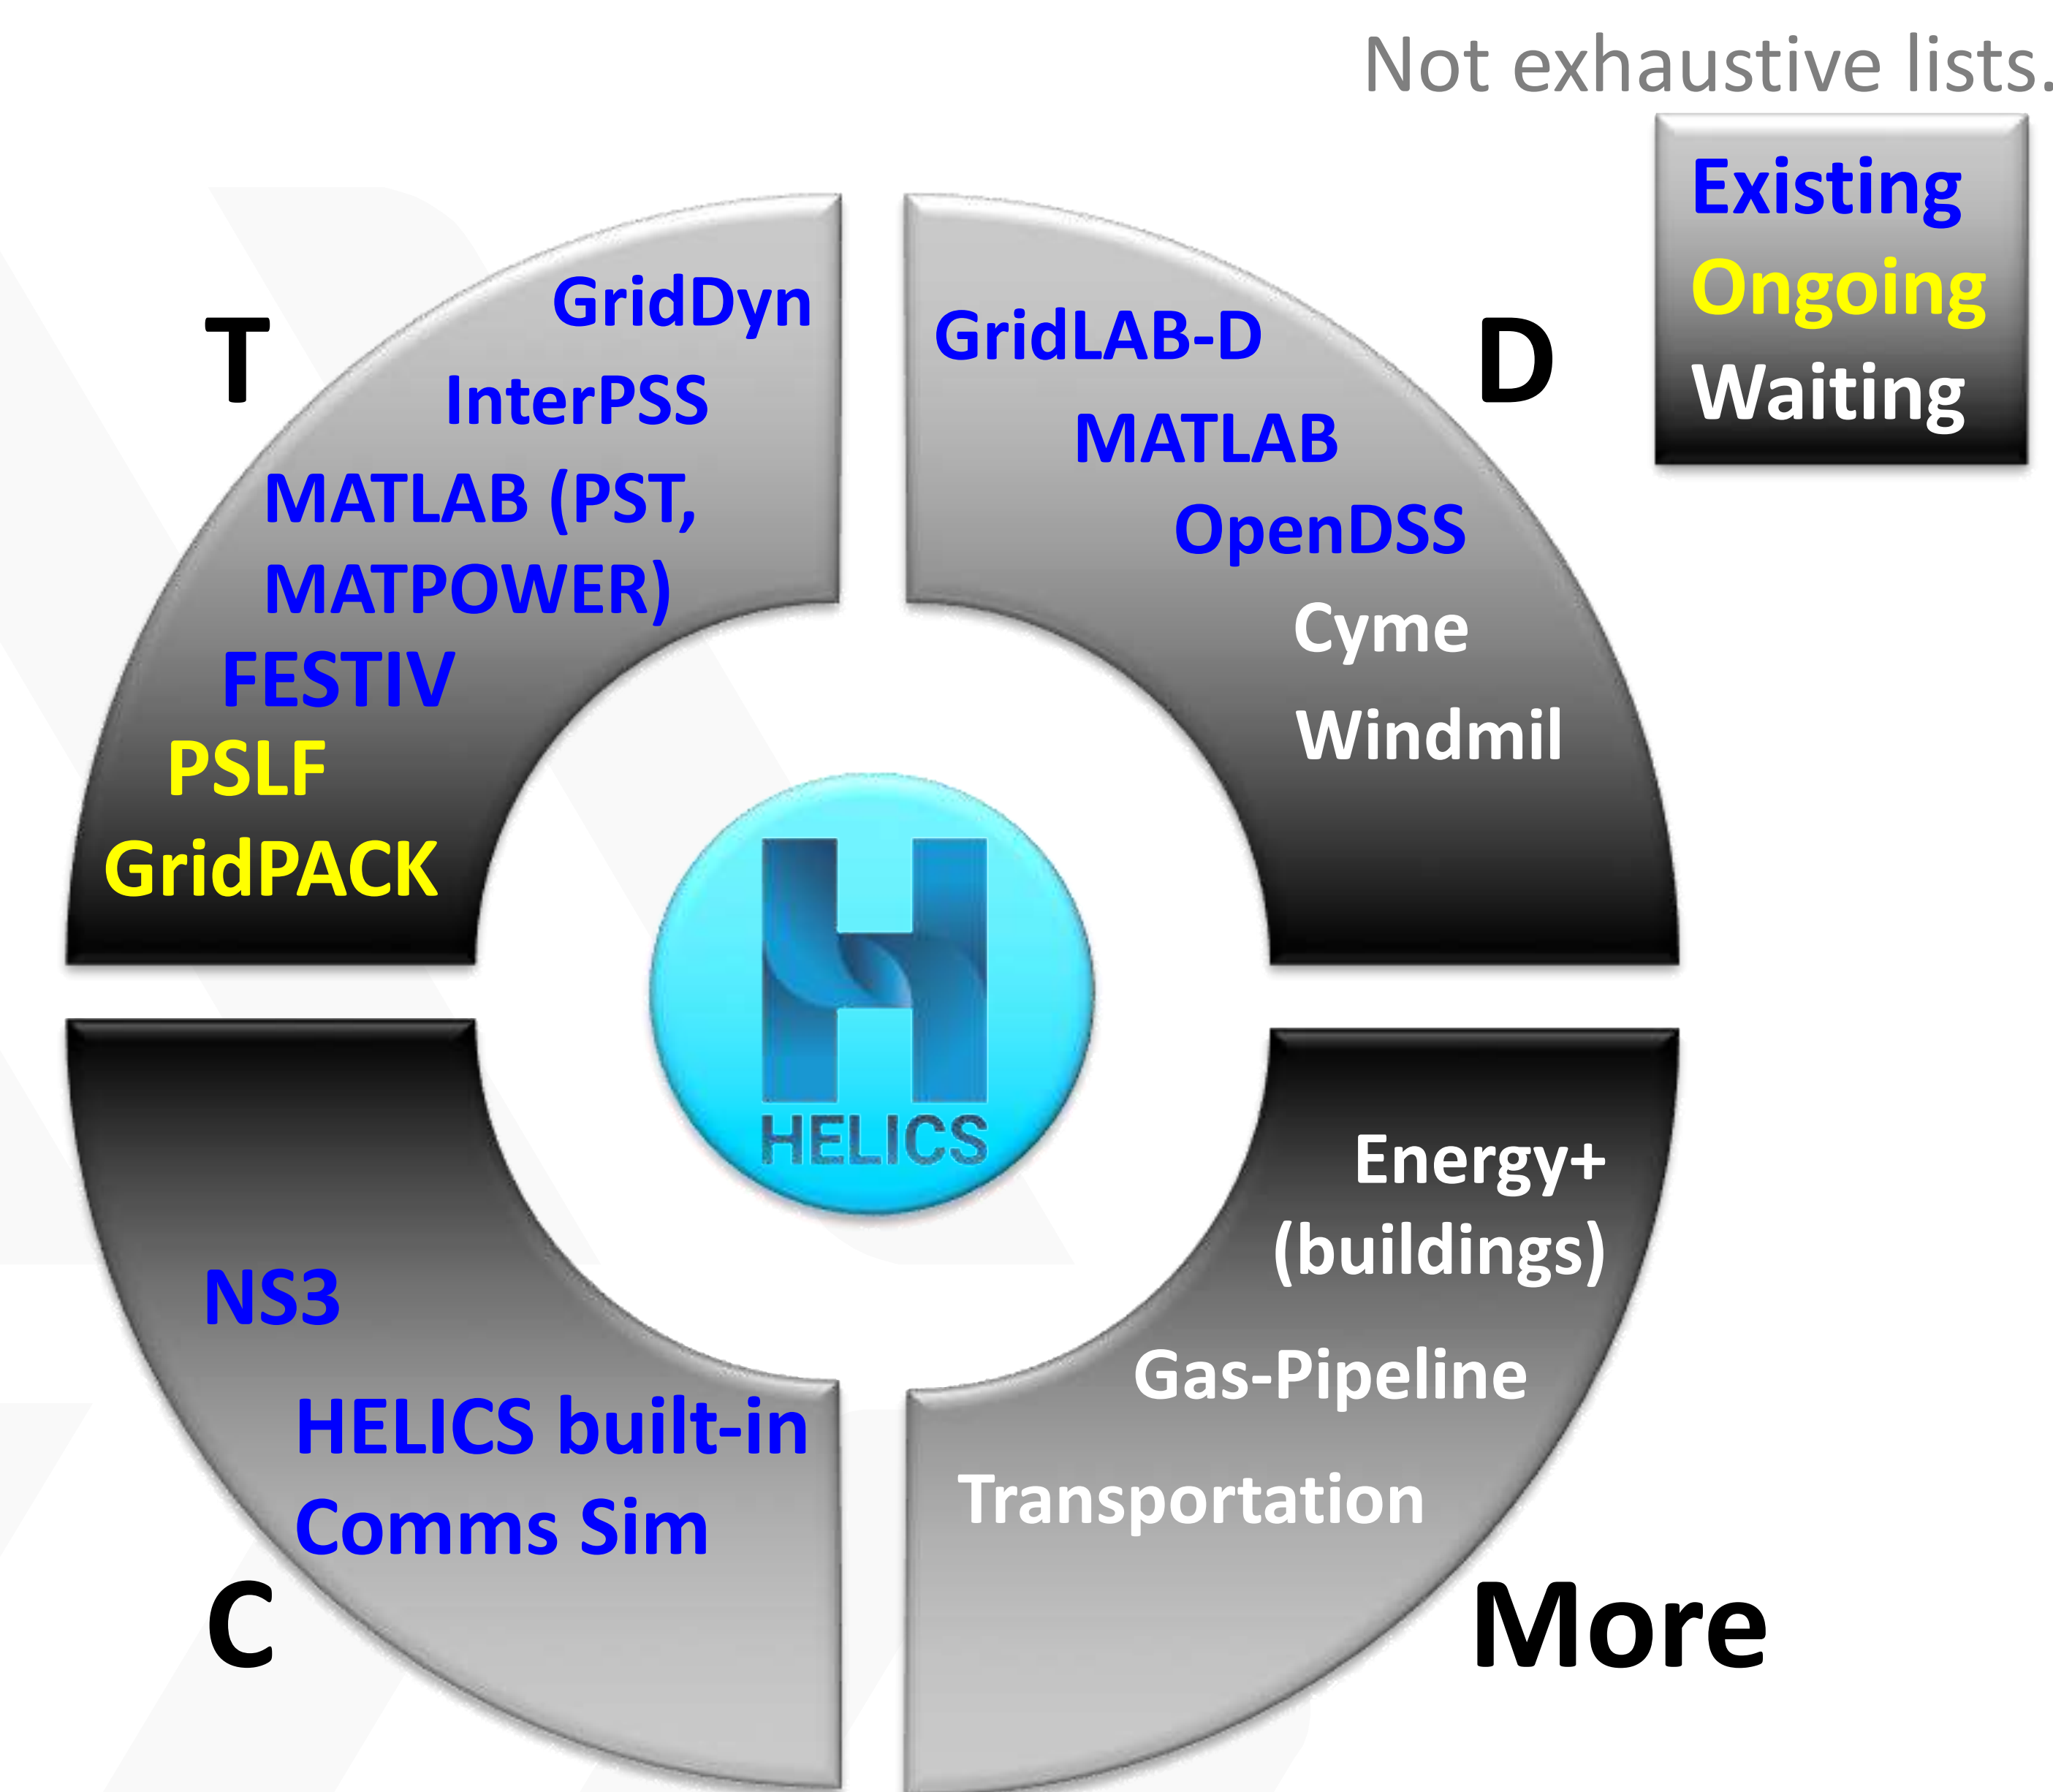 Not exhaustive lists.
Existing
Ongoing
Waiting
T
GridDyn
InterPSS
MATLAB (PST,
MATPOWER)
FESTIV
PSLF
GridPACK
D
GridLAB-D
MATLAB
OpenDSS
Cyme
Windmil
HELICS
C
NS3
HELICS built-in
Comms Sim
More
Energy+
(buildings)
Gas-Pipeline
Transportation